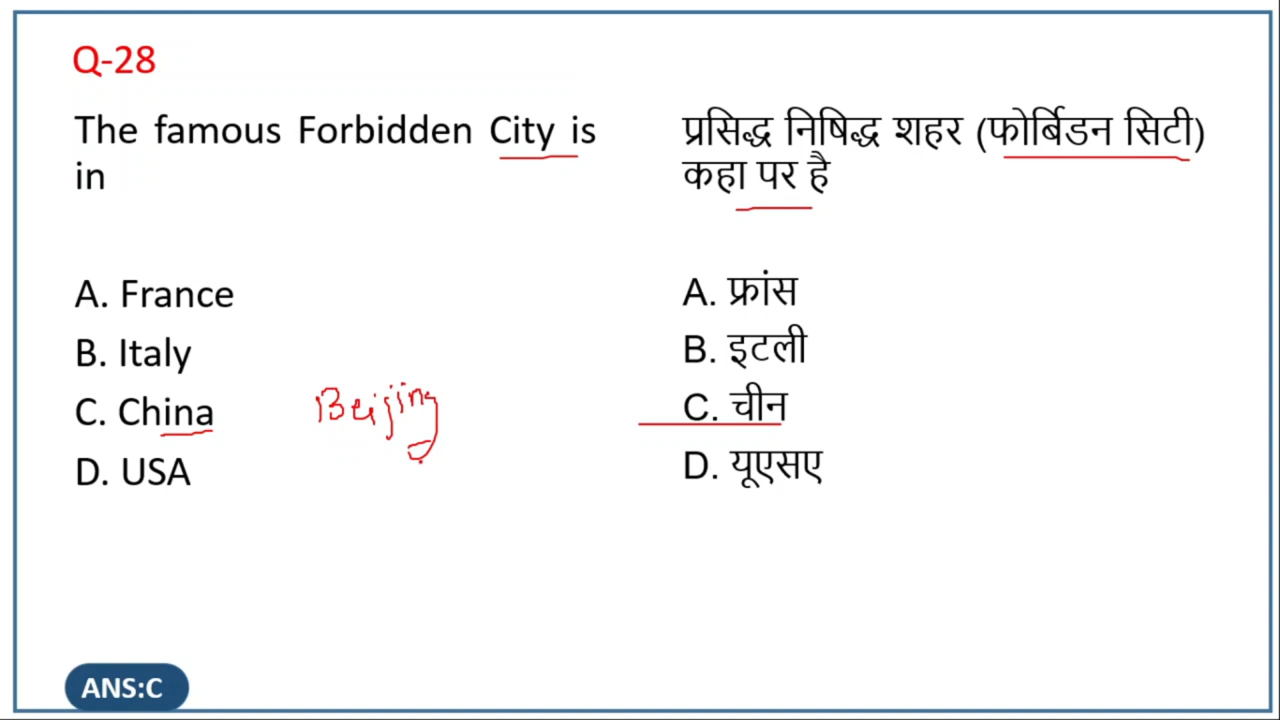 Q-28
The famous Forbidden City is
in
A. France
B. Italy
C. China
Beijing
D. USA
प्रसिद्ध निषिद्ध शहर (फोर्बिडन सिटी)
कहा पर है
A. फ्रांस
B. इटली
C. चीन
D. यूएसए
ANS:C